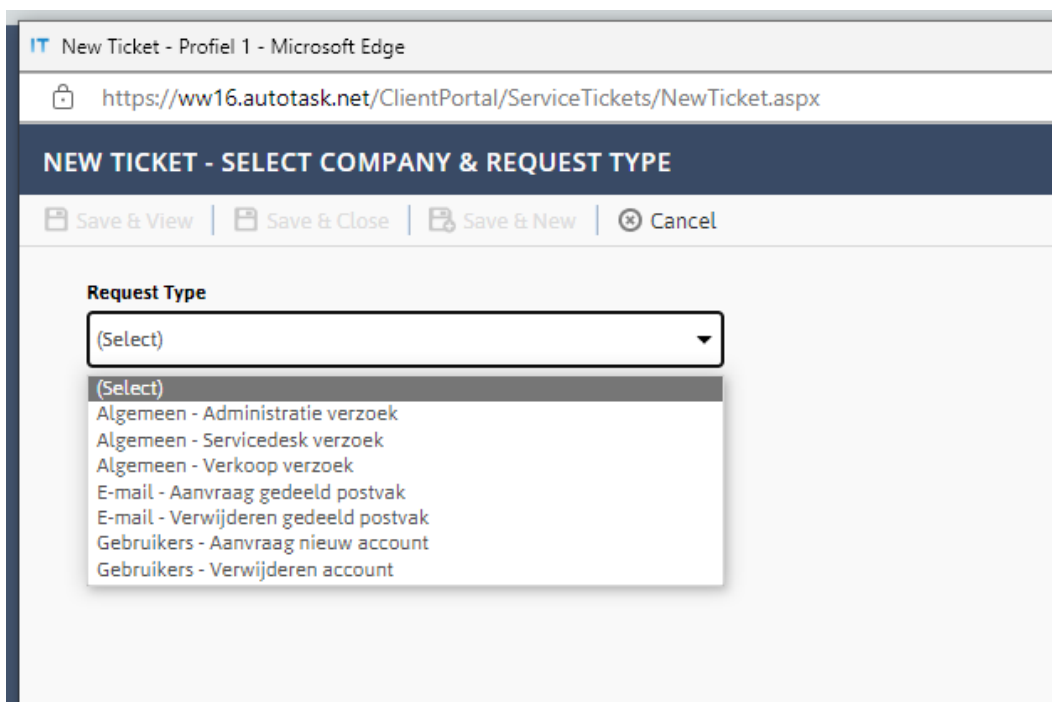 IT New Ticket - Profiel 1 - Microsoft Edge
https://ww16.autotask.net/ClientPortal/ServiceTickets/NewTicket.aspx
NEW TICKET - SELECT COMPANY & REQUEST TYPE
Save & View Save & Close Save & New Cancel
Request Type
(Select)
(Select)
Algemeen - Administratie verzoek
Algemeen - Servicedesk verzoek
Algemeen - Verkoop verzoek
E-mail - Aanvraag gedeeld postvak
E-mail - Verwijderen gedeeld postvak
Gebruikers - Aanvraag nieuw account
Gebruikers - Verwijderen account